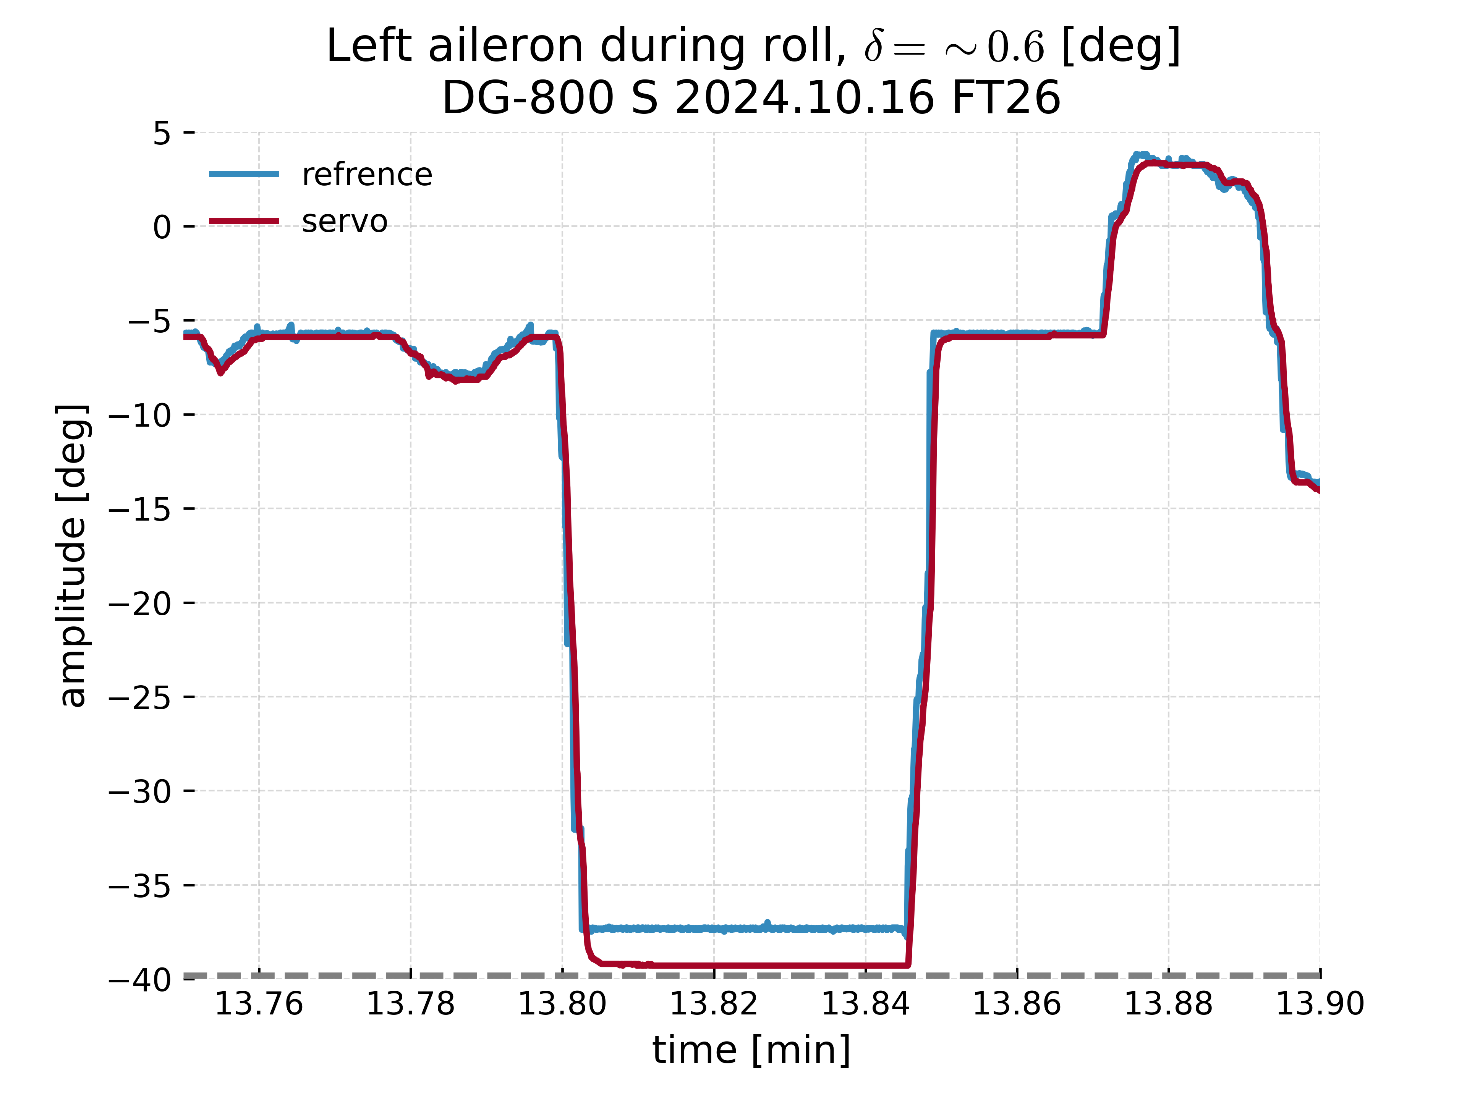 Left aileron during roll, δ = ~0.6 [deg]
DG-800 S 2024.10.16 FT26
refrence
servo
amplitude [deg]
5
0
−5
−10
−15
−20
−25
−30
−35
−40
13.76 13.78 13.80 13.82 13.84 13.86 13.88 13.90
time [min]